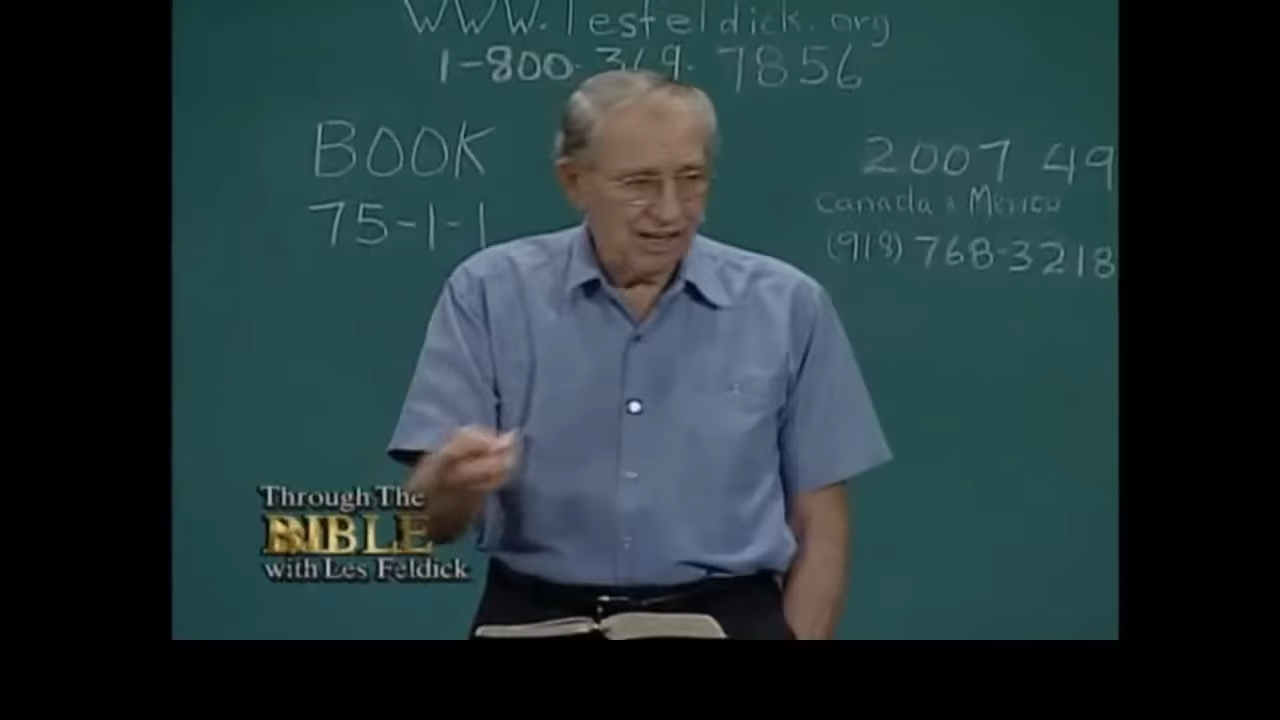 WWW.lesfeldick.org
1-800-369-7856
BOOK
75-1-1
2007 49
Canada & Mexico
(918) 768-3218
Through The
BIBLE
with Les Feldick